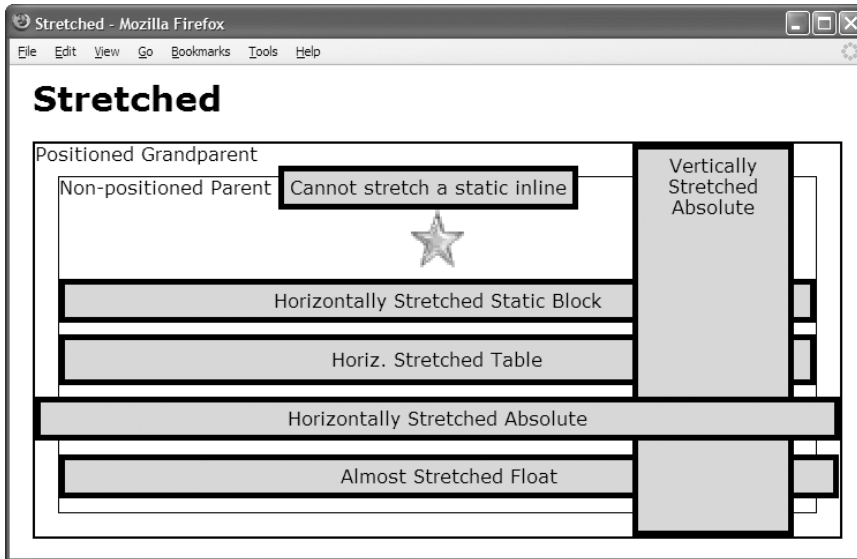 Stretched - Mozilla Firefox
File Edit View Go Bookmarks Tools Help
Stretched
Positioned Grandparent
Non-positioned Parent Cannot stretch a static inline
Vertically
Stretched
Absolute
Horizontally Stretched Static Block
Horiz. Stretched Table
Horizontally Stretched Absolute
Almost Stretched Float